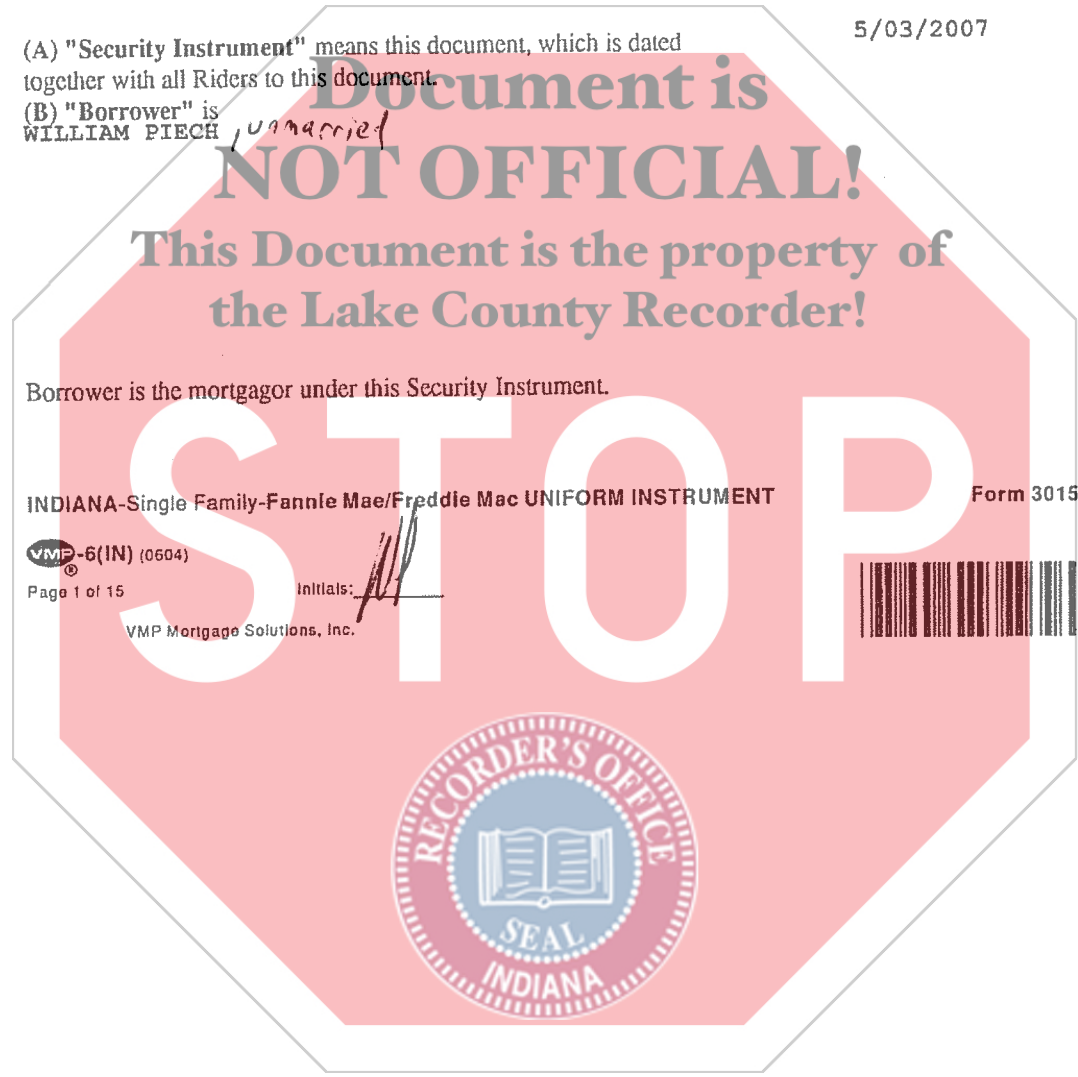 (A) "Security Instrument" means this document, which is dated 5/03/2007
together with all Riders to this document.
(B) "Borrower" is
WILLIAM PIECH, unmarried
Document is
NOT OFFICIAL!
This Document is the property of
the Lake County Recorder!
Borrower is the mortgagor under this Security Instrument.
STOP
INDIANA-Single Family-Fannie Mae/Freddie Mac UNIFORM INSTRUMENT Form 3015
VMP®-6(IN) (0604)
Page 1 of 15 Initials:
VMP Mortgage Solutions, Inc.
RECORDER'S OFFICE
SEAL
INDIANA